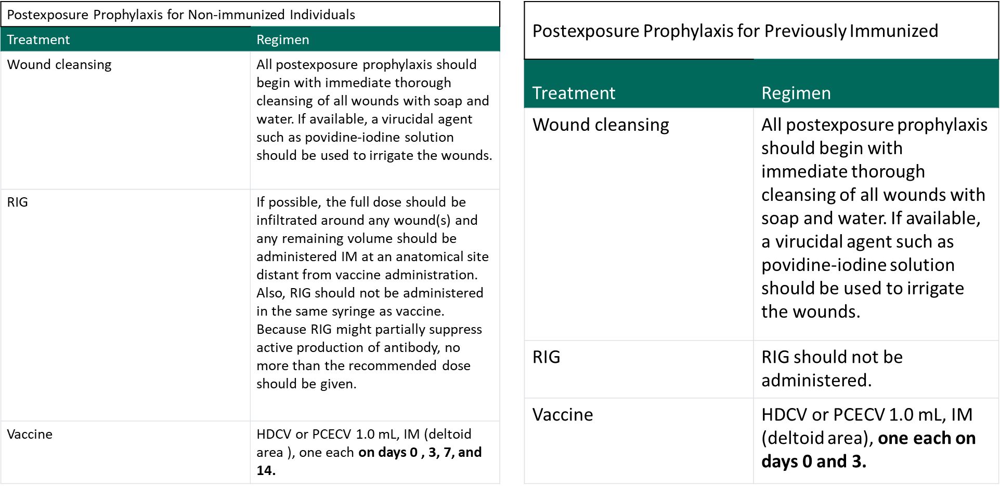 Postexposure Prophylaxis for Non-immunized Individuals
Treatment
Regimen
Wound cleansing
All postexposure prophylaxis should
begin with immediate thorough
cleansing of all wounds with soap and
water. If available, a virucidal agent
such as povidine-iodine solution
should be used to irrigate the wounds.
RIG
If possible, the full dose should be
infiltrated around any wound(s) and
any remaining volume should be
administered IM at an anatomical site
distant from vaccine administration.
Also, RIG should not be administered
in the same syringe as vaccine.
Because RIG might partially suppress
active production of antibody, no
more than the recommended dose
should be given.
Vaccine
HDCV or PCECV 1.0 mL, IM (deltoid
area ), one each on days 0 , 3, 7, and
14.
Postexposure Prophylaxis for Previously Immunized
Treatment
Regimen
Wound cleansing
All postexposure prophylaxis
should begin with
immediate thorough
cleansing of all wounds with
soap and water. If available,
a virucidal agent such as
povidine-iodine solution
should be used to irrigate
the wounds.
RIG
RIG should not be
administered.
Vaccine
HDCV or PCECV 1.0 mL, IM
(deltoid area), one each on
days 0 and 3.